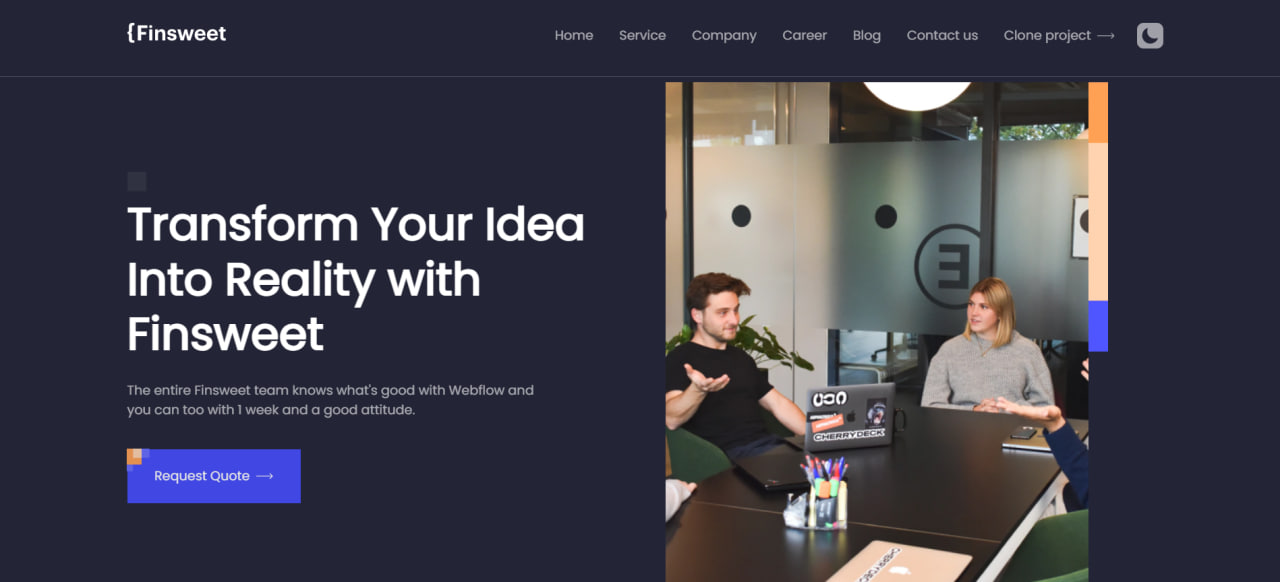 {Finsweet
Home Service Company Career Blog Contact us Clone project
Transform Your Idea
Into Reality with
Finsweet
The entire Finsweet team knows what's good with Webflow and
you can too with 1 week and a good attitude.
Request Quote
CHERRYDECK
CHERRYDECK